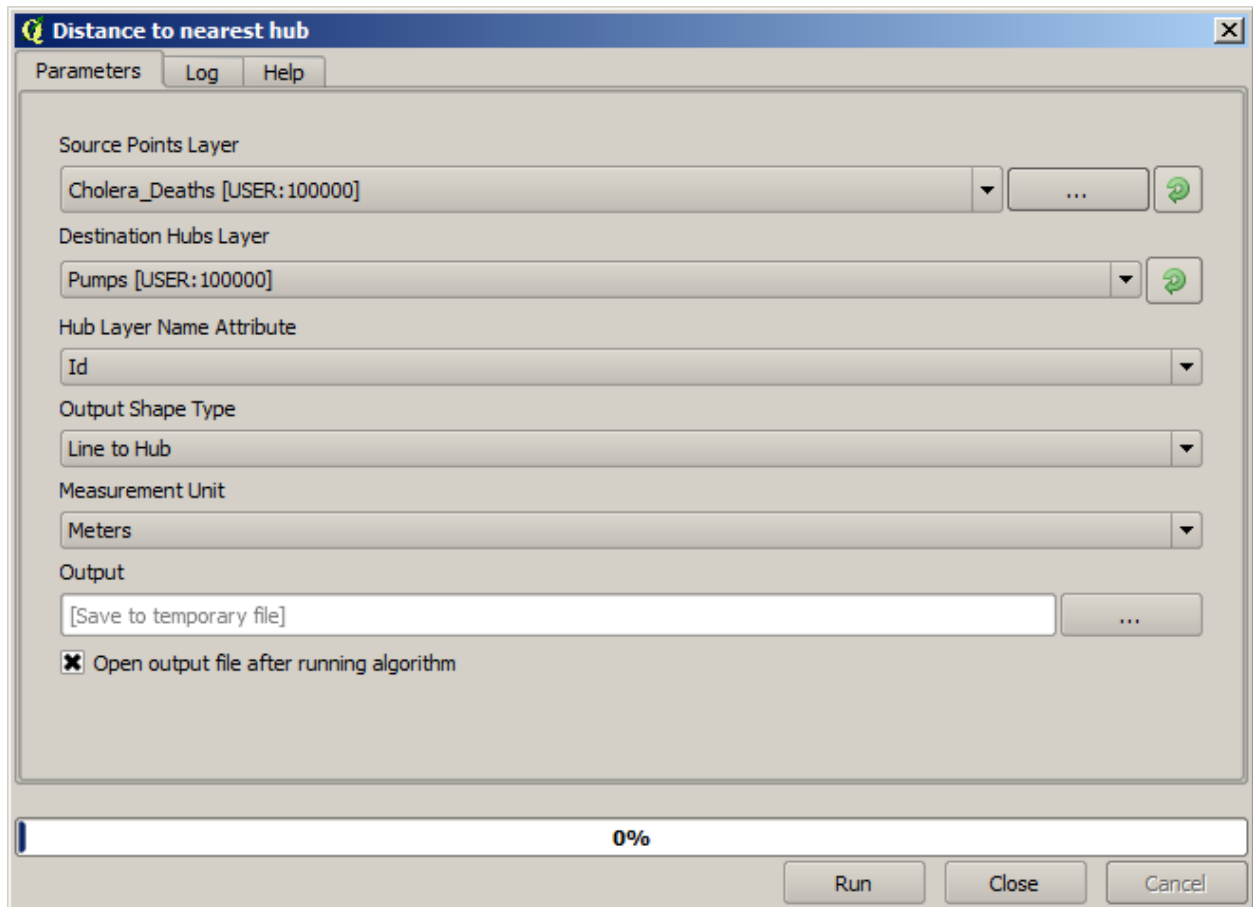 Distance to nearest hub
Parameters Log Help
Source Points Layer
Cholera_Deaths [USER:100000] ...
Destination Hubs Layer
Pumps [USER:100000]
Hub Layer Name Attribute
Id
Output Shape Type
Line to Hub
Measurement Unit
Meters
Output
[Save to temporary file] ...
Open output file after running algorithm
0%
Run Close Cancel